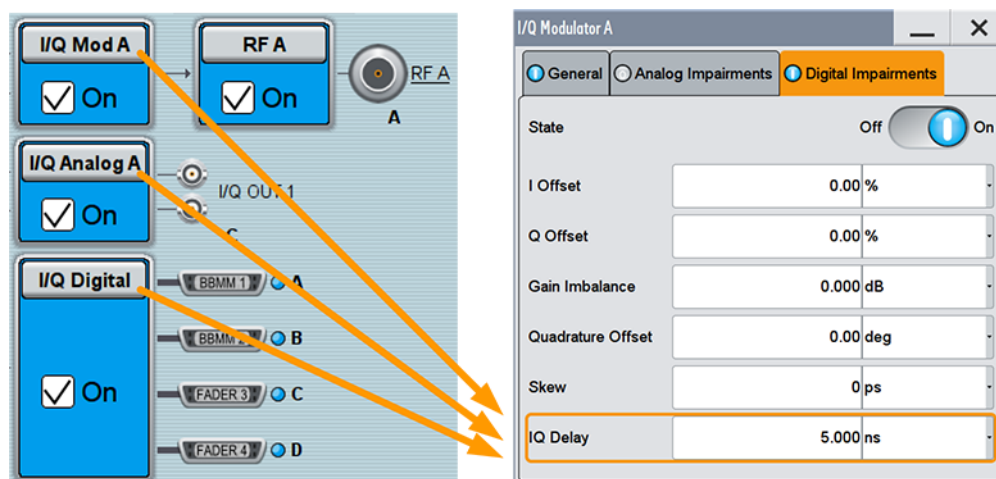 I/Q Mod A
On
RF A
On
RF A
A
I/Q Analog A
On
I/Q OUT 1
C
I/Q Digital
On
BBMM 1
A
BBMM 2
B
FADER 3
C
FADER 4
D
I/Q Modulator A
General
Analog Impairments
Digital Impairments
State
Off
On
I Offset
0.00 %
Q Offset
0.00 %
Gain Imbalance
0.000 dB
Quadrature Offset
0.00 deg
Skew
0 ps
IQ Delay
5.000 ns